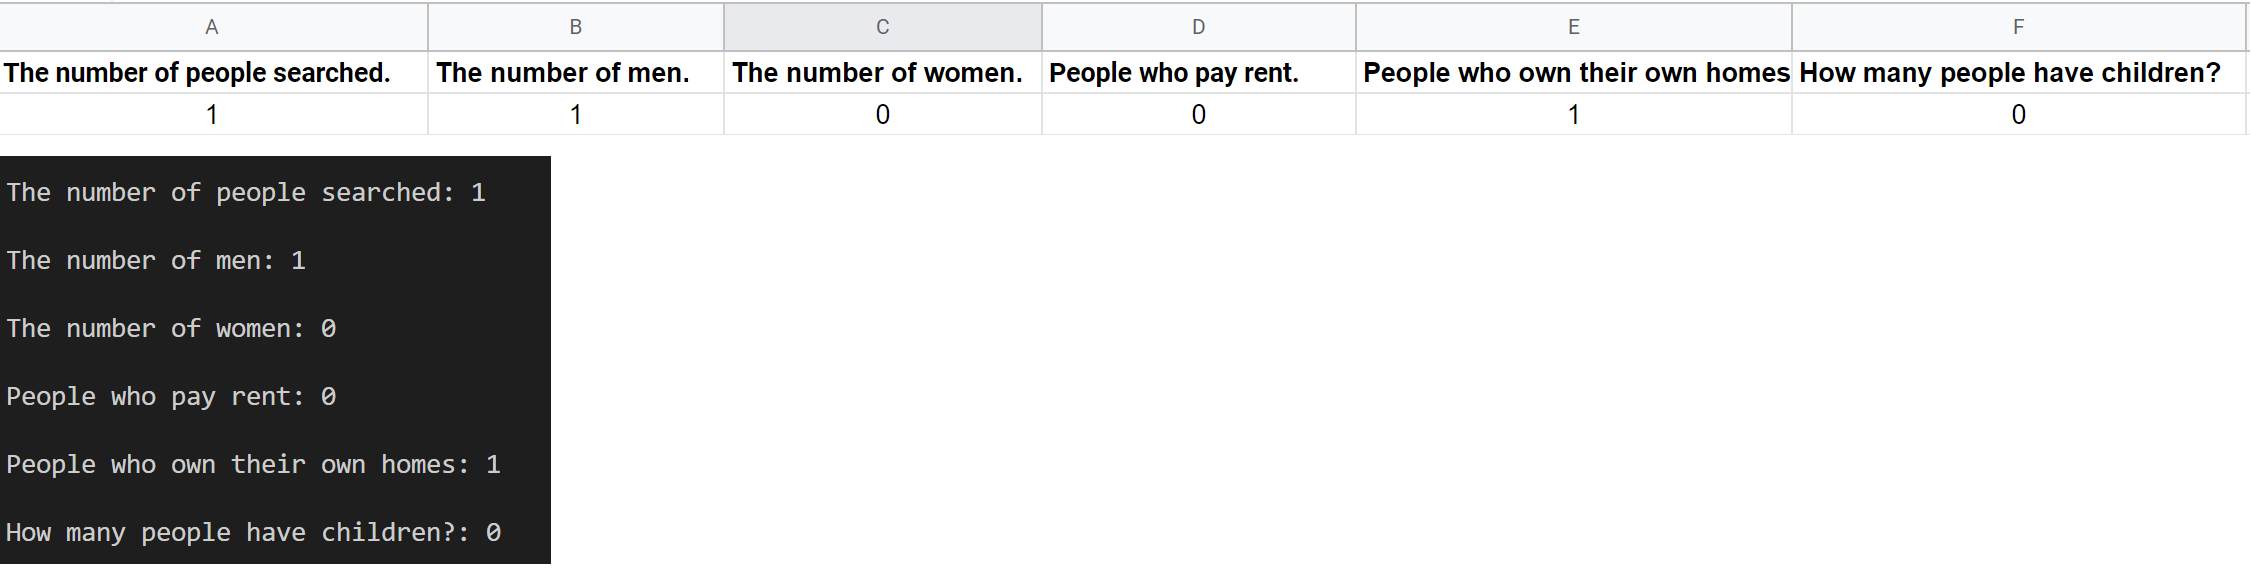 A B C D E F
The number of people searched. The number of men. The number of women. People who pay rent. People who own their own homes How many people have children?
1 1 0 0 1 0
The number of people searched: 1
The number of men: 1
The number of women: 0
People who pay rent: 0
People who own their own homes: 1
How many people have children?: 0